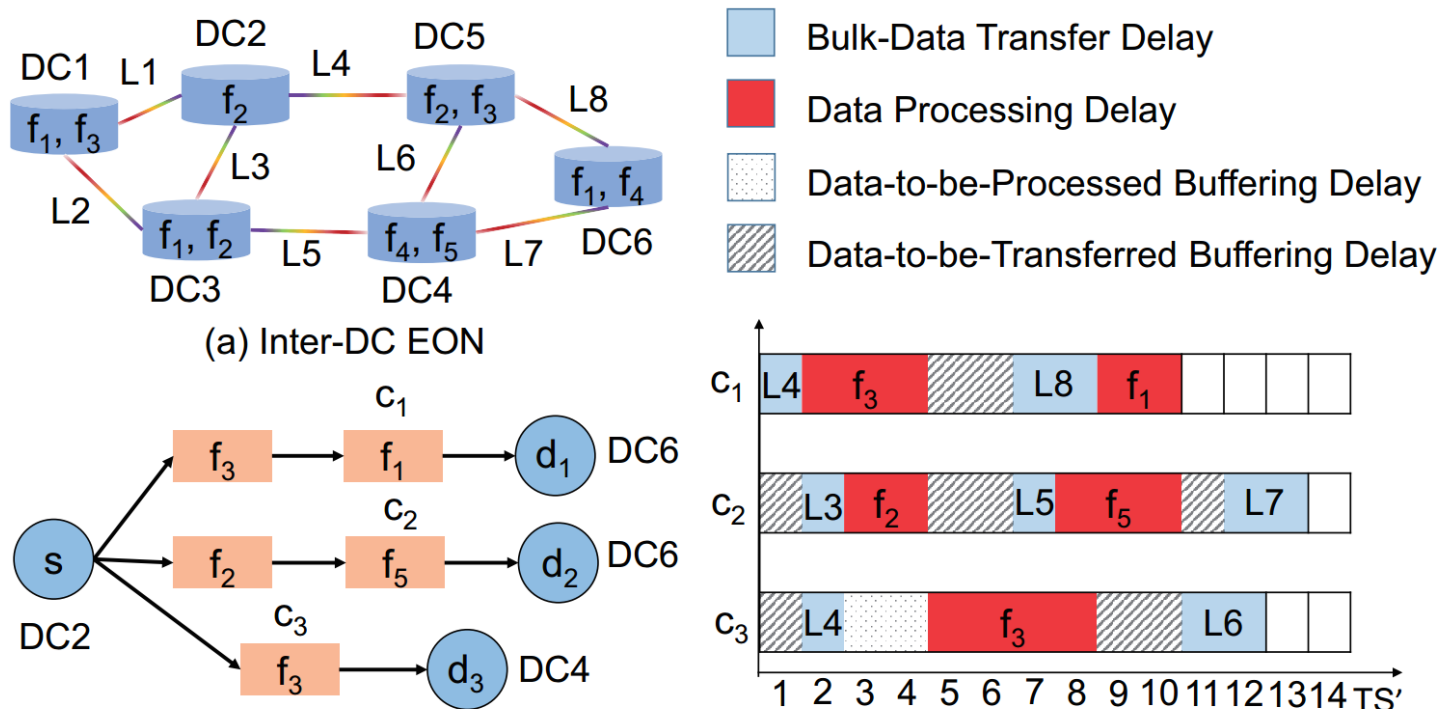 DC1
L1
DC2
L4
DC5
L8
f₁, f₃
f₂
f₂, f₃
L2
L3
L6
f₁, f₄
f₁, f₂
L5
f₄, f₅
L7
DC6
DC3
DC4
(a) Inter-DC EON
Bulk-Data Transfer Delay
Data Processing Delay
Data-to-be-Processed Buffering Delay
Data-to-be-Transferred Buffering Delay
c₁
f₃
f₁
d₁
DC6
c₂
s
f₂
f₅
d₂
DC6
DC2
c₃
f₃
d₃
DC4
c₁ L4 f₃ L8 f₁
c₂ L3 f₂ L5 f₅ L7
c₃ L4 f₃ L6
1 2 3 4 5 6 7 8 9 10 11 12 13 14 TS'